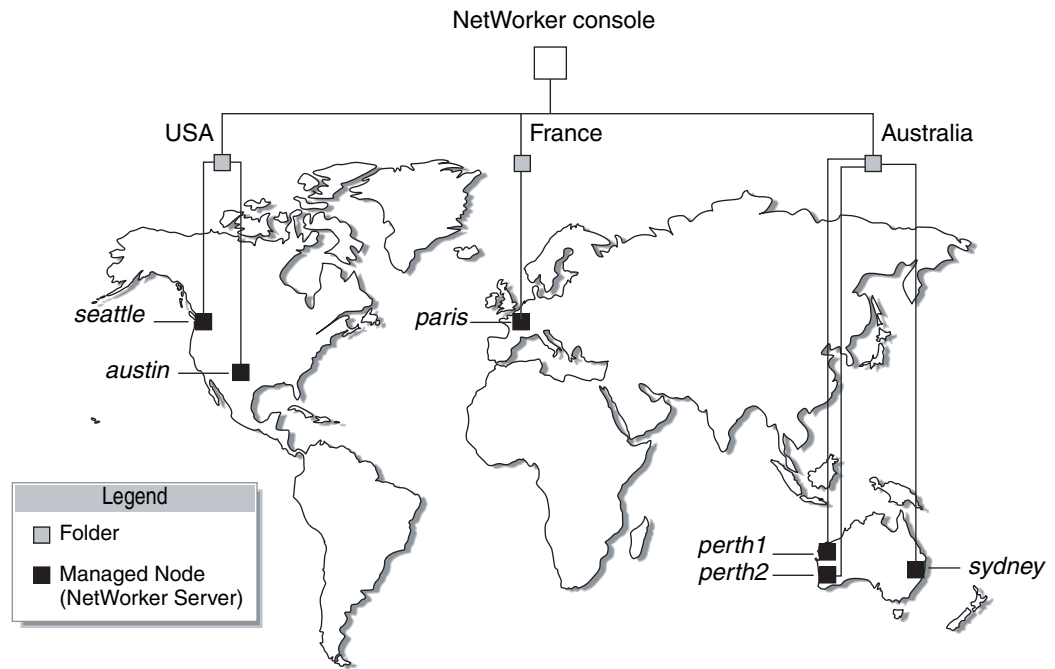 NetWorker console
USA
France
Australia
seattle
paris
austin
Legend
Folder
Managed Node
(NetWorker Server)
perth1
perth2
sydney